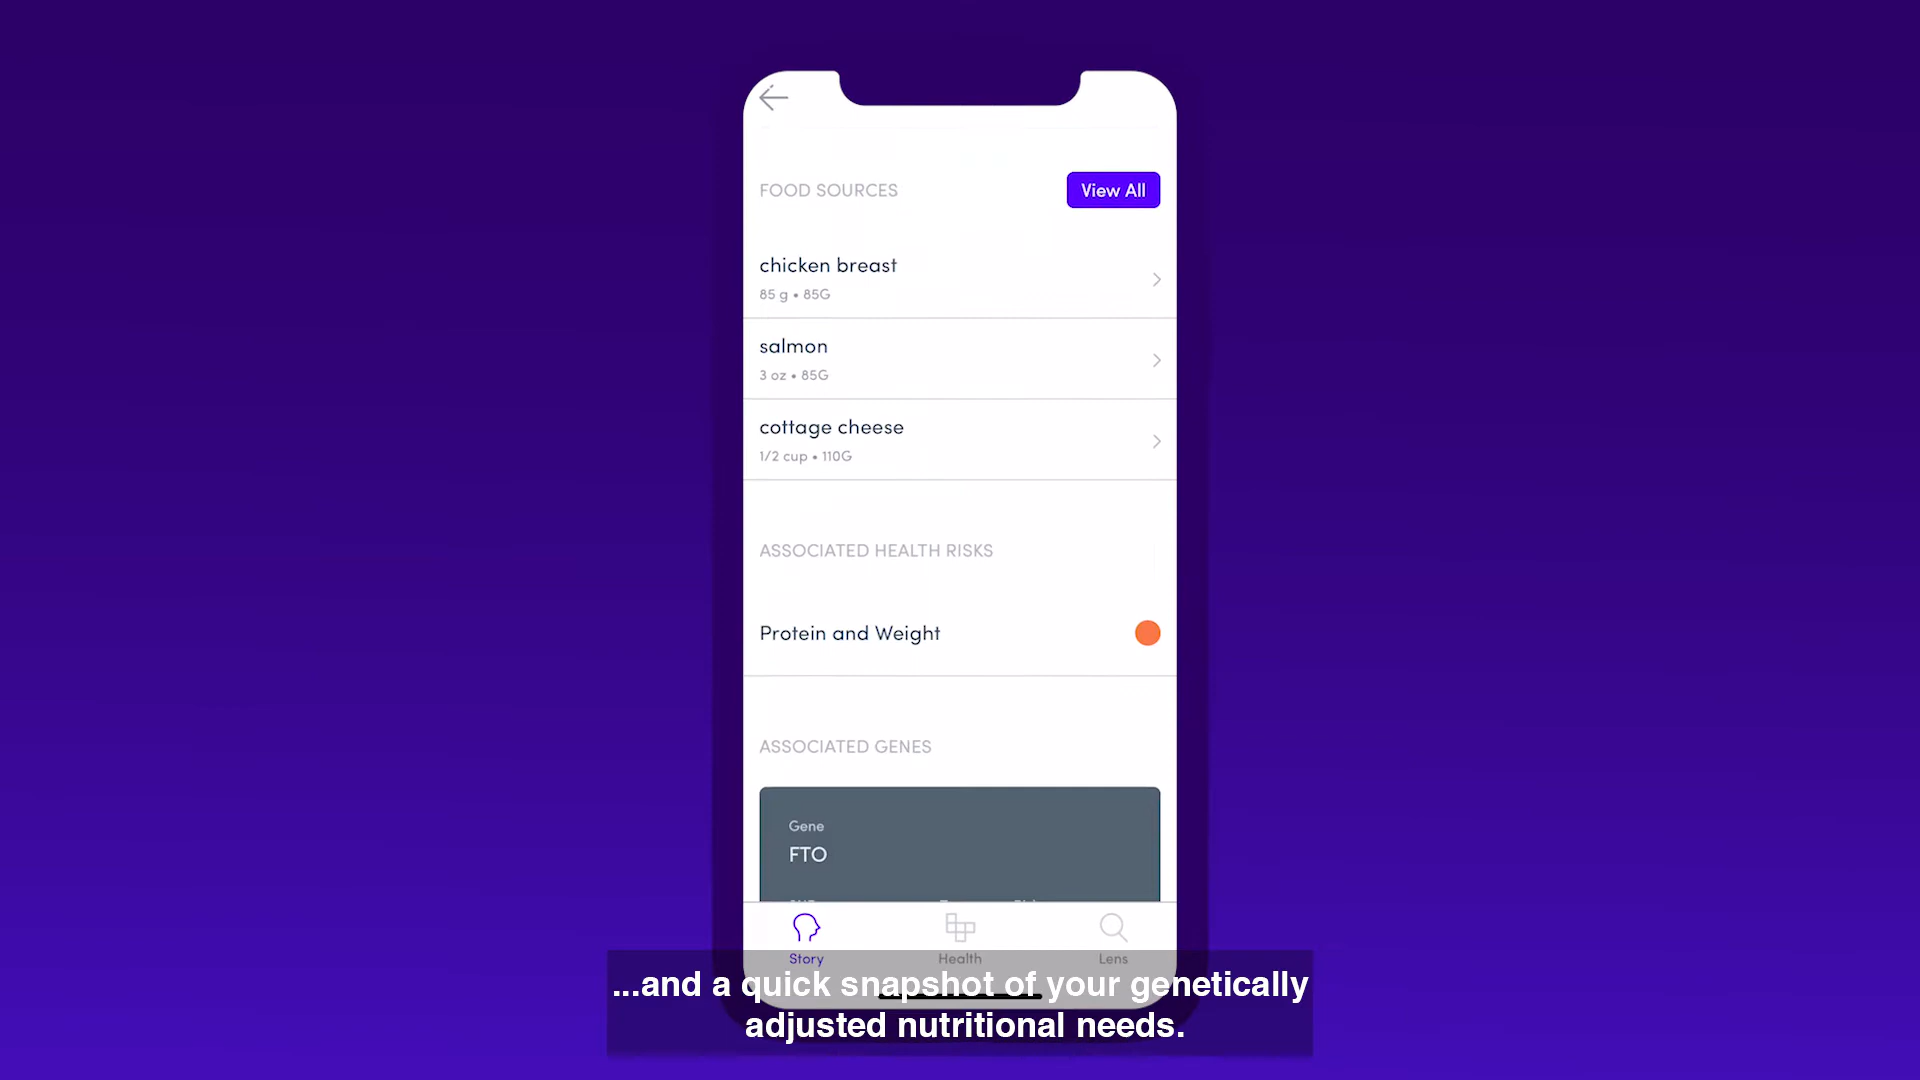 FOOD SOURCES
View All
chicken breast
85 g • 85G
salmon
3 oz • 85G
cottage cheese
1/2 cup • 110G
ASSOCIATED HEALTH RISKS
Protein and Weight
ASSOCIATED GENES
Gene
FTO
Story
Health
Lens
...and a quick snapshot of your genetically
adjusted nutritional needs.